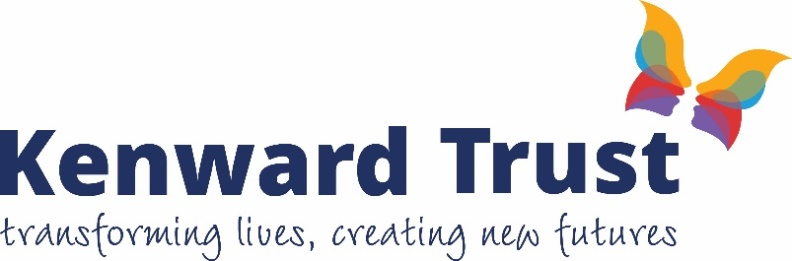 Kenward Trust
transforming lives, creating new futures